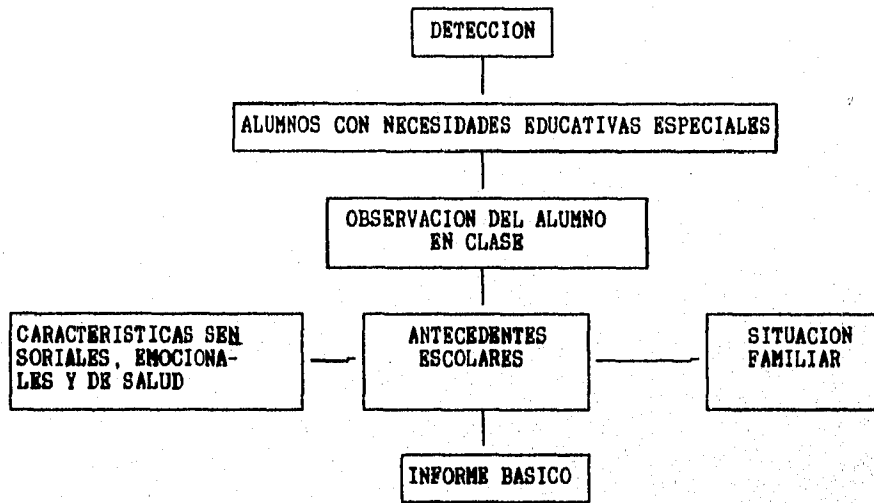 DETECCION
ALUMNOS CON NECESIDADES EDUCATIVAS ESPECIALES
OBSERVACION DEL ALUMNO
EN CLASE
CARACTERISTICAS SEN
SORIALES, EMOCIONA-
LES Y DE SALUD
ANTECEDENTES
ESCOLARES
SITUACION
FAMILIAR
INFORME BASICO